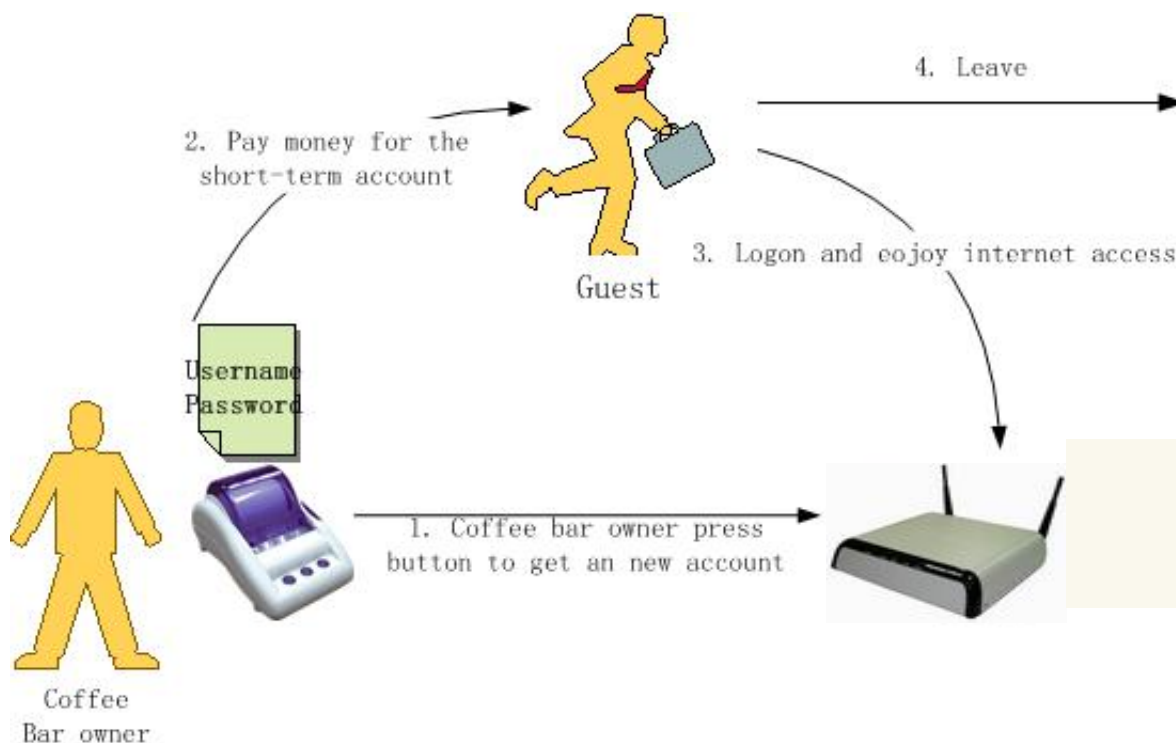 4. Leave
2. Pay money for the
short-term account
3. Logon and eojoy internet access
Guest
Username
Password
1. Coffee bar owner press
button to get an new account
Coffee
Bar owner